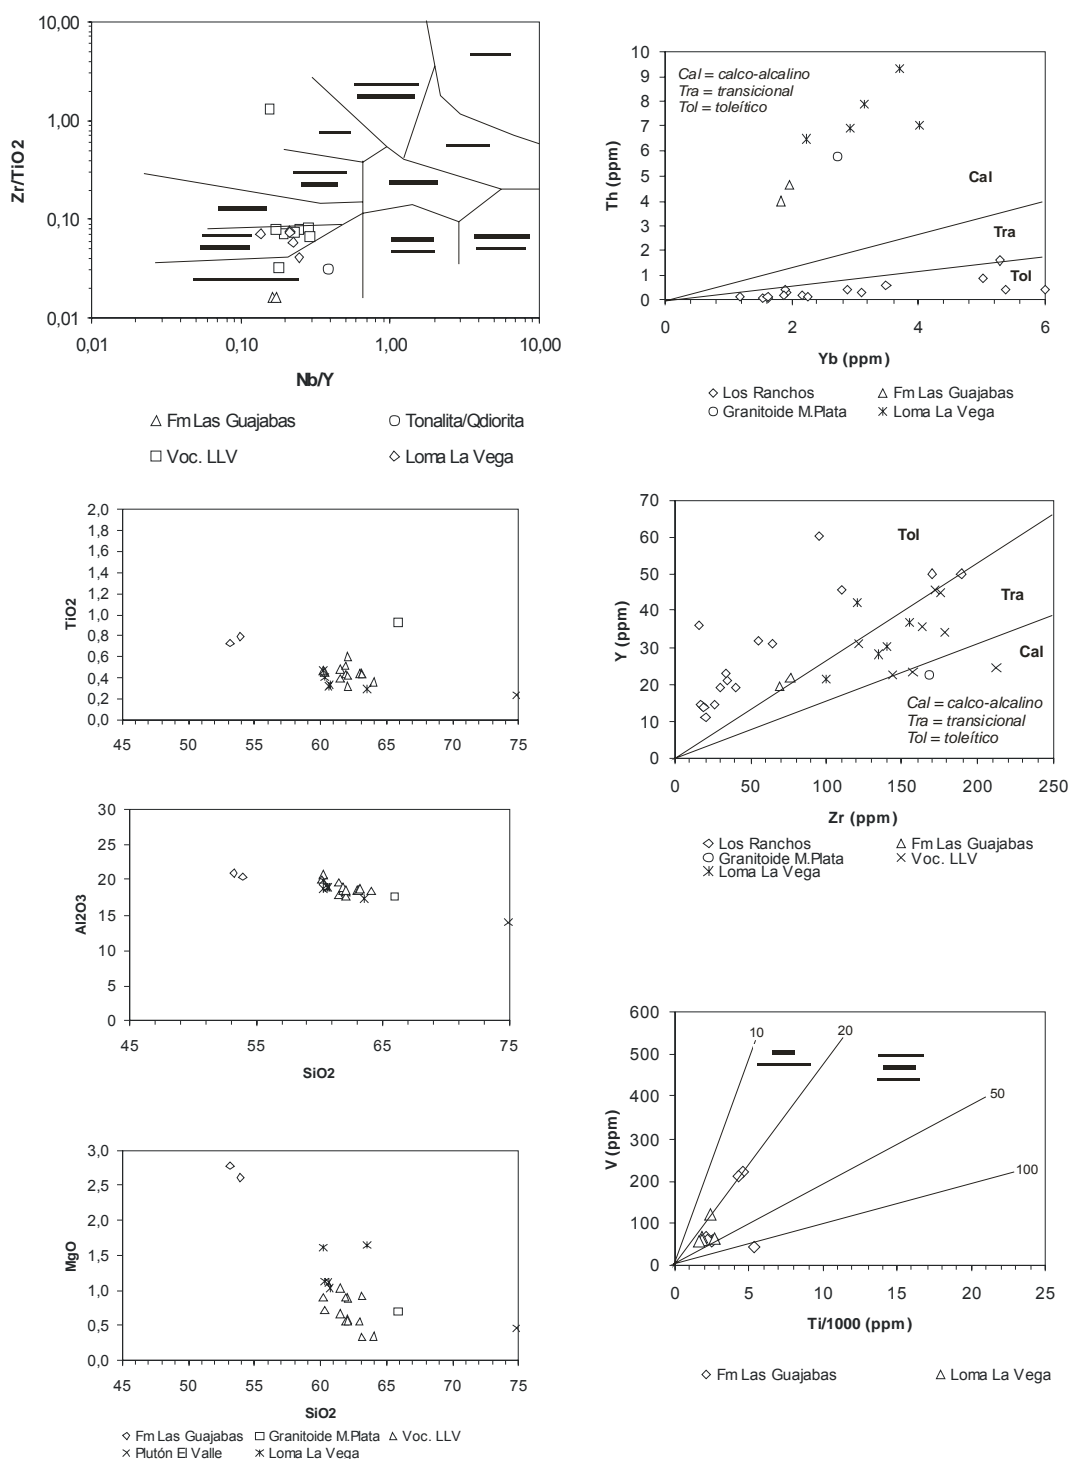 10,00
1,00
0,10
0,01
Zr/TiO2
0,01 0,10 1,00 10,00
Nb/Y
Fm Las Guajabas
Tonalita/Qdiorita
Voc. LLV
Loma La Vega
10
9
8
7
6
5
4
3
2
1
0
Th (ppm)
Cal = calco-alcalino
Tra = transicional
Tol = toleítico
Cal
Tra
Tol
0 2 4 6
Yb (ppm)
Los Ranchos
Fm Las Guajabas
Granitoide M.Plata
Loma La Vega
2,0
1,8
1,6
1,4
1,2
1,0
0,8
0,6
0,4
0,2
0,0
TiO2
45 55 60 65 70 75
70
60
50
40
30
20
10
0
Y (ppm)
Tol
Tra
Cal
Cal = calco-alcalino
Tra = transicional
Tol = toleítico
0 50 100 150 200 250
Zr (ppm)
Los Ranchos
Fm Las Guajabas
Granitoide M.Plata
Voc. LLV
Loma La Vega
30
25
20
15
10
5
0
Al2O3
45 55 65 75
SiO2
3,0
2,5
2,0
1,5
1,0
0,5
0,0
MgO
45 50 55 60 65 70 75
SiO2
Fm Las Guajabas
Granitoide M.Plata
Voc. LLV
Plutón El Valle
Loma La Vega
600
500
400
300
200
100
0
V (ppm)
10
20
50
100
0 5 10 15 20 25
Ti/1000 (ppm)
Fm Las Guajabas
Loma La Vega